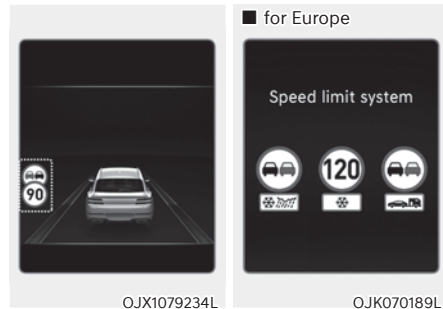 ■ for Europe
90
Speed limit system
120
OJX1079234L
OJK070189L